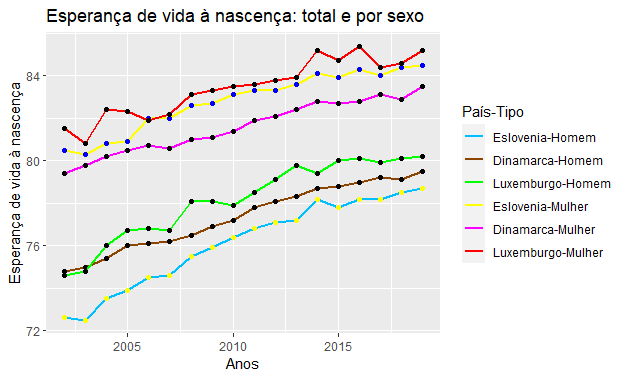 Esperança de vida à nascença: total e por sexo
Esperança de vida à nascença
84
80
76
72
2005
2010
2015
Anos
País-Tipo
Eslovenia-Homem
Dinamarca-Homem
Luxemburgo-Homem
Eslovenia-Mulher
Dinamarca-Mulher
Luxemburgo-Mulher